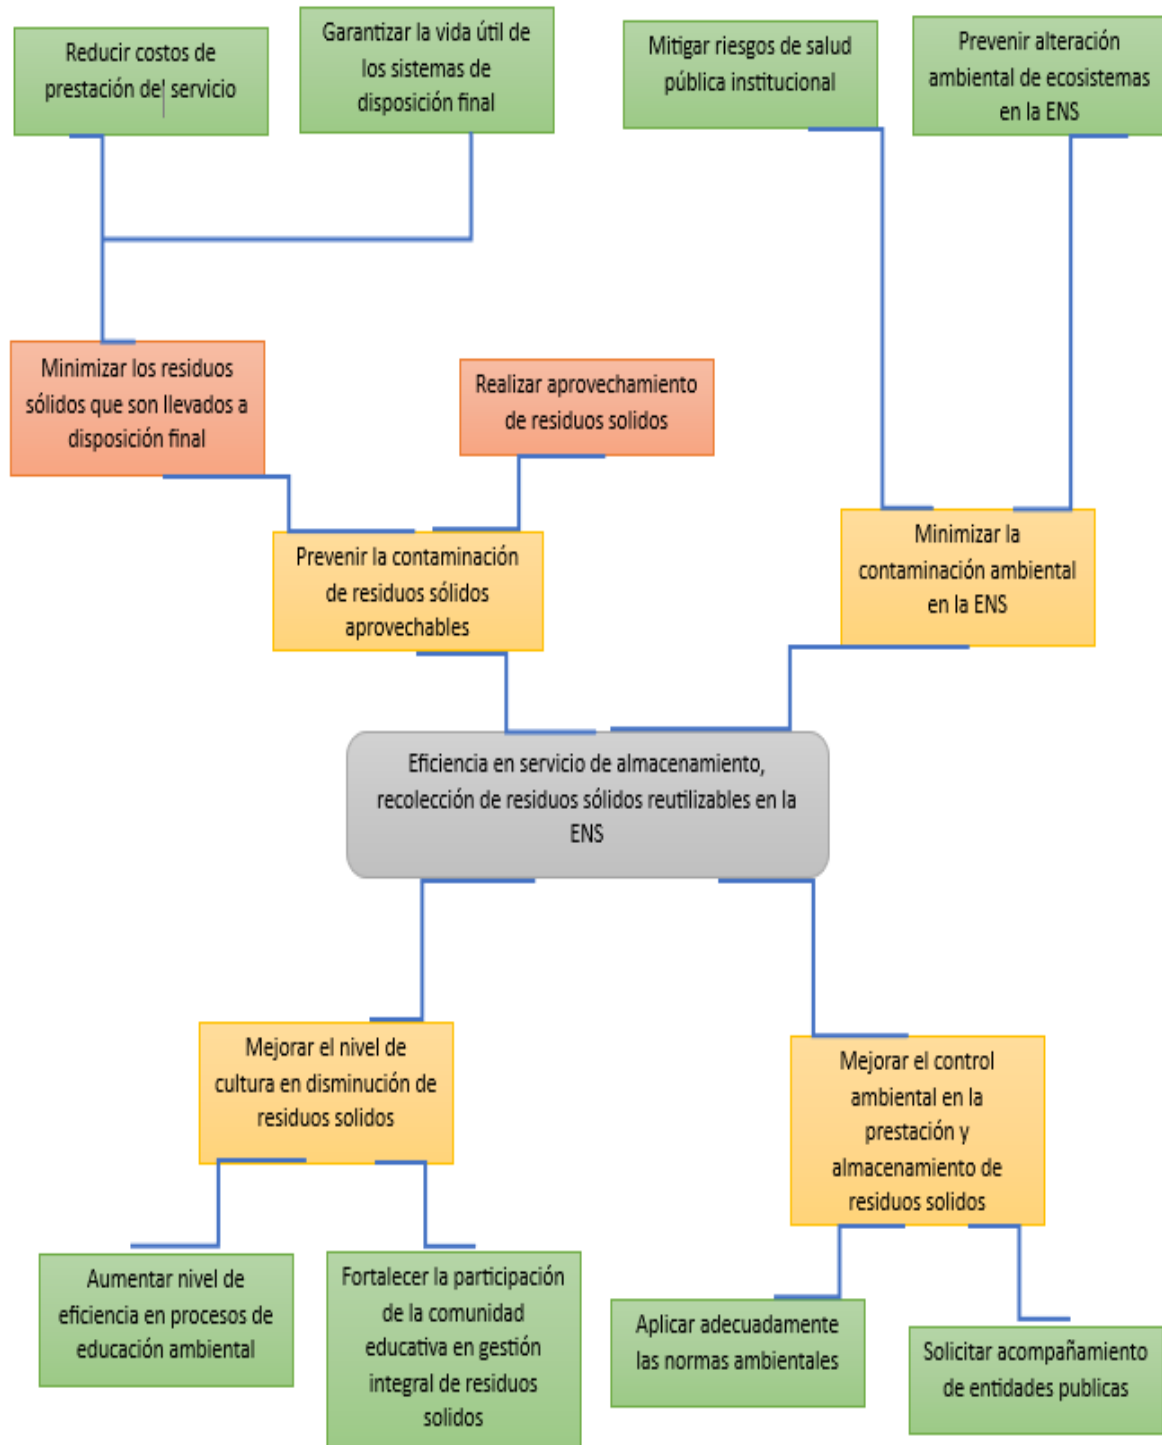 Reducir costos de
prestación del servicio
Garantizar la vida útil de
los sistemas de
disposición final
Mitigar riesgos de salud
pública institucional
Prevenir alteración
ambiental de ecosistemas
en la ENS
Minimizar los residuos
sólidos que son llevados a
disposición final
Realizar aprovechamiento
de residuos solidos
Prevenir la contaminación
de residuos sólidos
aprovechables
Minimizar la
contaminación ambiental
en la ENS
Eficiencia en servicio de almacenamiento,
recolección de residuos sólidos reutilizables en la
ENS
Mejorar el nivel de
cultura en disminución de
residuos solidos
Mejorar el control
ambiental en la
prestación y
almacenamiento de
residuos solidos
Aumentar nivel de
eficiencia en procesos de
educación ambiental
Fortalecer la participación
de la comunidad
educativa en gestión
integral de residuos
solidos
Aplicar adecuadamente
las normas ambientales
Solicitar acompañamiento
de entidades publicas